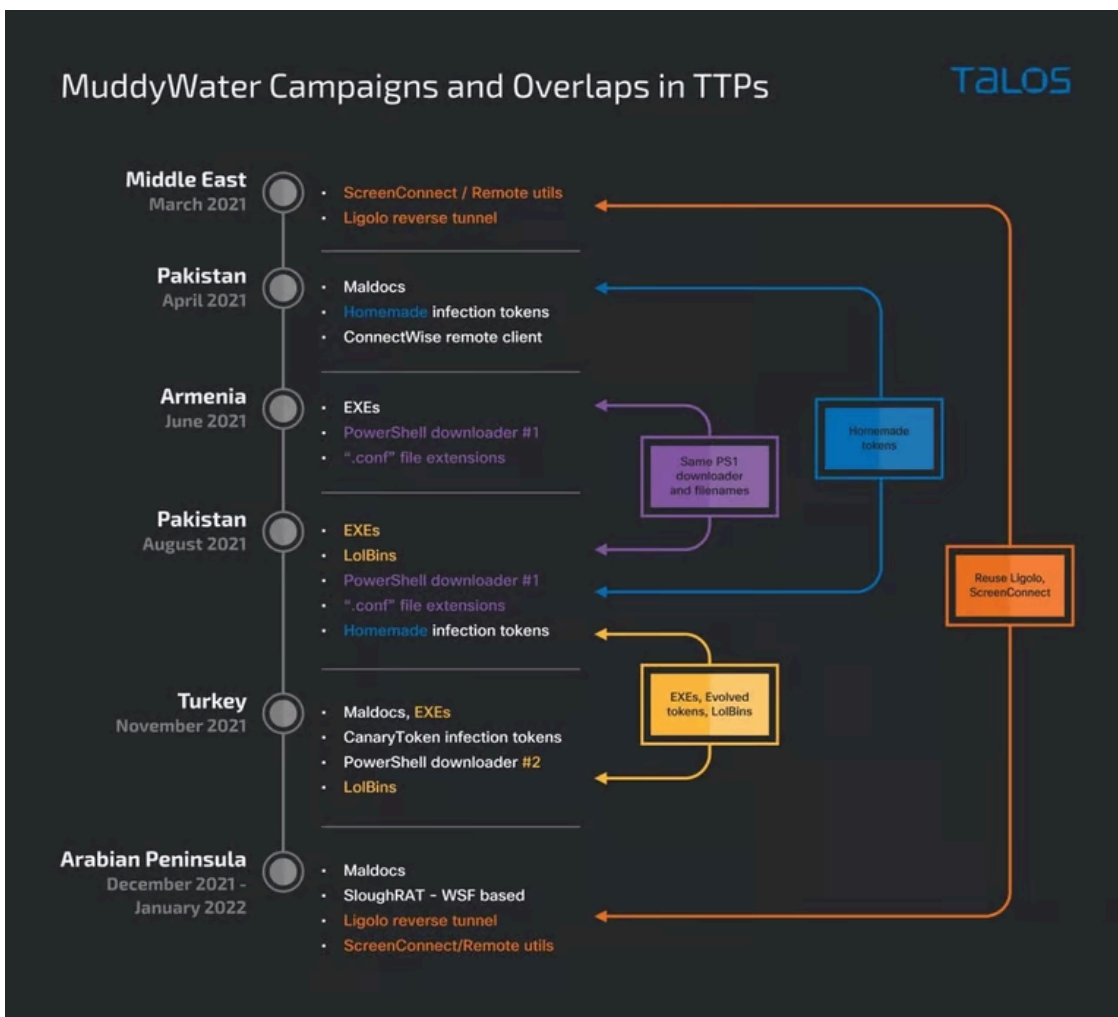 MuddyWater Campaigns and Overlaps in TTPs
TALOS
Middle East
March 2021
• ScreenConnect / Remote utils
• Ligolo reverse tunnel
Pakistan
April 2021
• Maldocs
• Homemade infection tokens
• ConnectWise remote client
Armenia
June 2021
• EXEs
• PowerShell downloader #1
• “.conf” file extensions
Pakistan
August 2021
• EXEs
• LolBins
• PowerShell downloader #1
• “.conf” file extensions
• Homemade infection tokens
Turkey
November 2021
• Maldocs, EXEs
• CanaryToken infection tokens
• PowerShell downloader #2
• LolBins
Arabian Peninsula
December 2021 -
January 2022
• Maldocs
• SloughRAT - WSF based
• Ligolo reverse tunnel
• ScreenConnect/Remote utils
Same PS1
downloader
and filenames
Homemade
tokens
Reuse Ligolo,
ScreenConnect
EXEs, Evolved
tokens, LolBins